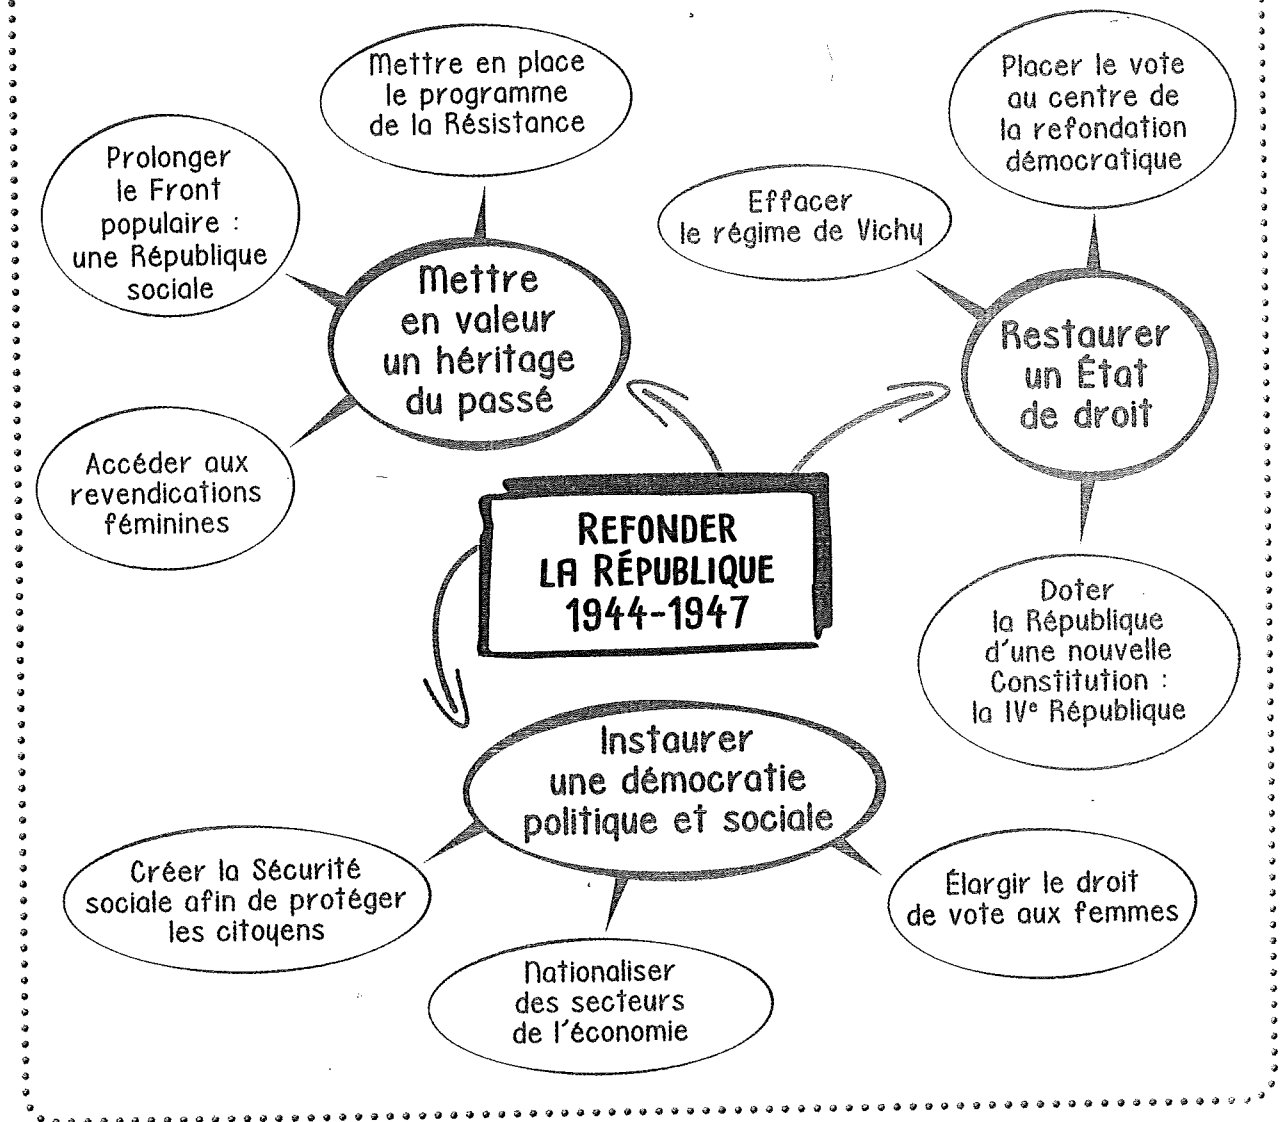 Mettre en place
le programme
de la Résistance
Prolonger
le Front
populaire :
une République
sociale
Mettre
en valeur
un héritage
du passé
Accéder aux
revendications
féminines
Placer le vote
au centre de
la refondation
démocratique
Effacer
le régime de Vichy
Restaurer
un État
de droit
Doter
la République
d'une nouvelle
Constitution :
la IVe République
REFONDER
LA RÉPUBLIQUE
1944-1947
Instaurer
une démocratie
politique et sociale
Créer la Sécurité
sociale afin de protéger
les citoyens
Nationaliser
des secteurs
de l'économie
Élargir le droit
de vote aux femmes